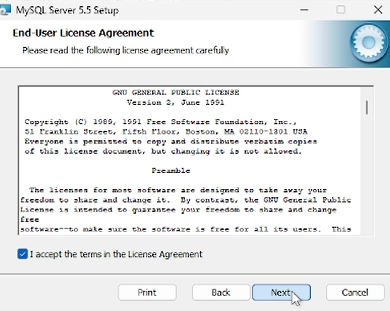 MySQL Server 5.5 Setup
End-User License Agreement
Please read the following license agreement carefully
GNU GENERAL PUBLIC LICENSE
Version 2, June 1991
Copyright (C) 1989, 1991 Free Software Foundation, Inc.,
51 Franklin Street, Fifth Floor, Boston, MA 02110-1301 USA
Everyone is permitted to copy and distribute verbatim copies
of this license document, but changing it is not allowed.
Preamble
The licenses for most software are designed to take away your
freedom to share and change it. By contrast, the GNU General Public
License is intended to guarantee your freedom to share and change
free
software--to make sure the software is free for all its users. This
I accept the terms in the License Agreement
Print Back Next Cancel